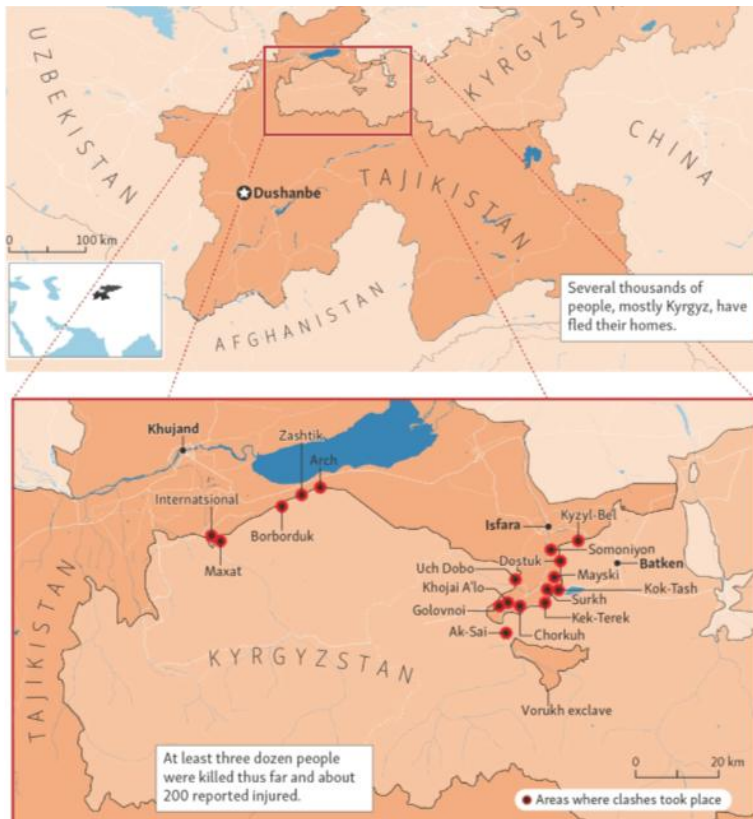 UZBEKISTAN
KYRGYZSTAN
CHINA
Dushanbe
TAJIKISTAN
0 100 km
AFGHANISTAN
Several thousands of
people, mostly Kyrgyz, have
fled their homes.
Khujand
Zashtik
Arch
Internatsional
Borborduk
Maxat
Isfara
Kyzyl-Bel
Somoniyon
Dostuk
Batken
Uch Dobo
Mayski
Khojai A'lo
Kok-Tash
Golovnoi
Surkh
Kek-Terek
Ak-Sai
Chorkuh
TAJIKISTAN
KYRGYZSTAN
Vorukh exclave
At least three dozen people
were killed thus far and about
200 reported injured.
0 20 km
Areas where clashes took place